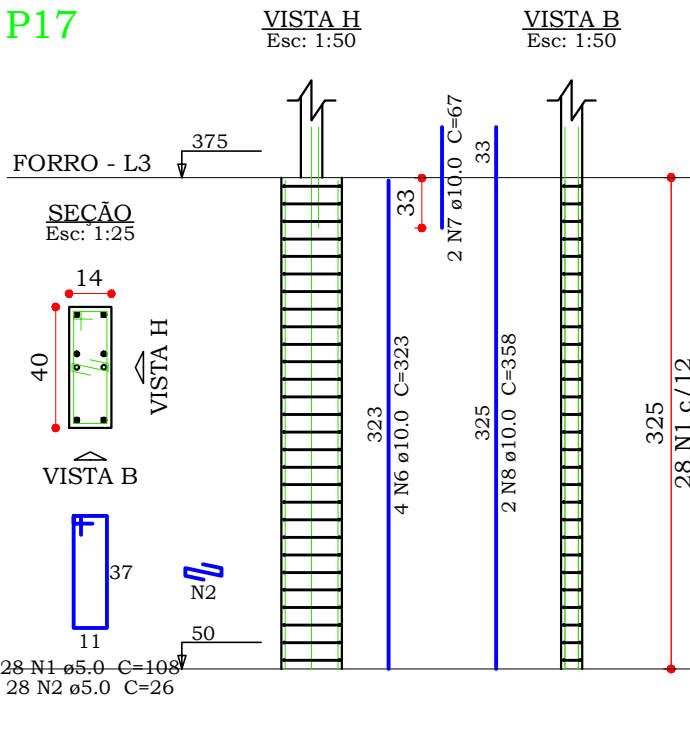 P17
VISTA H
Esc: 1:50
VISTA B
Esc: 1:50
375
FORRO - L3
SEÇÃO
Esc: 1:25
14
40
VISTA H
VISTA B
37
11
N2
28 N1 ø5.0 C=108
28 N2 ø5.0 C=26
50
323
4 N6 ø10.0 C=323
33
2 N7 ø10.0 C=67
33
325
2 N8 ø10.0 C=358
325
28 N1 c/12